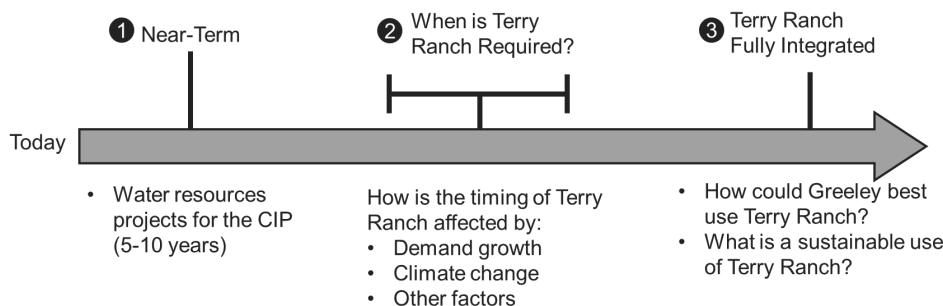 1 Near-Term
2 When is Terry
Ranch Required?
3 Terry Ranch
Fully Integrated
Today
• Water resources
projects for the CIP
(5-10 years)
How is the timing of Terry
Ranch affected by:
• Demand growth
• Climate change
• Other factors
• How could Greeley best
use Terry Ranch?
• What is a sustainable use
of Terry Ranch?